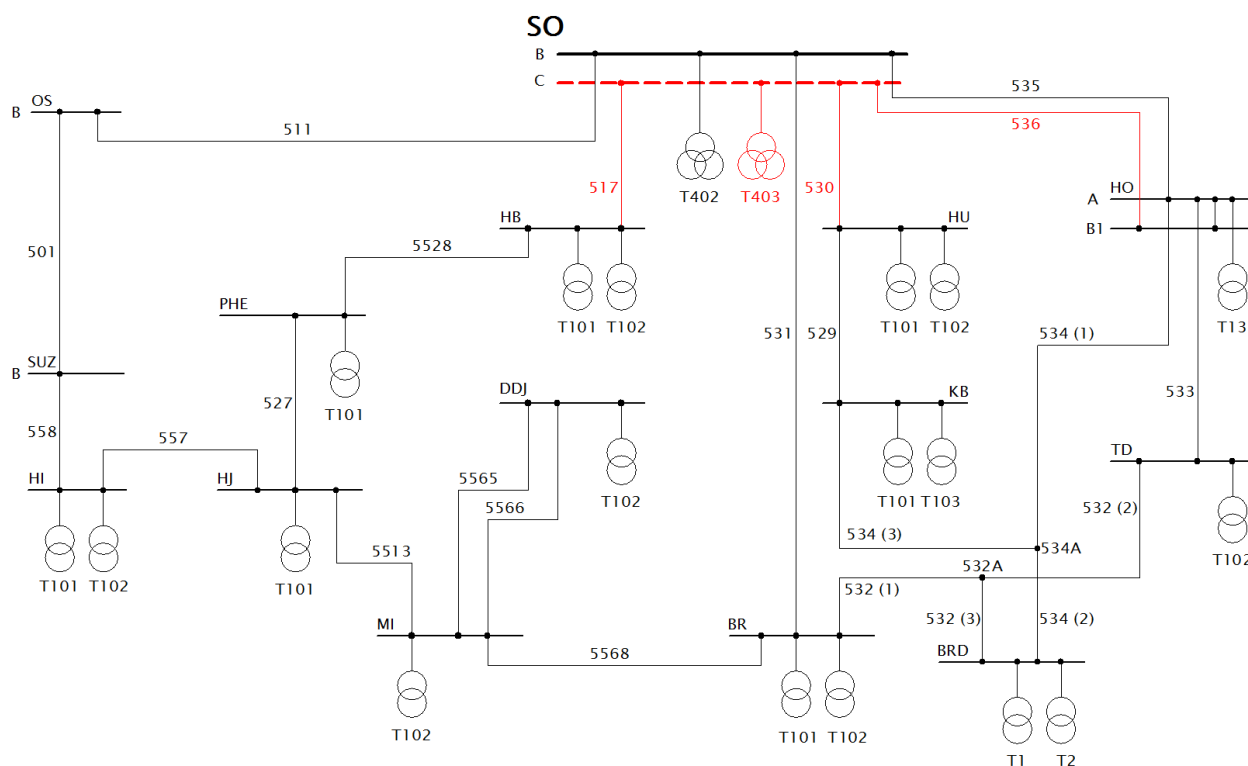 SO
B
C
535
B
OS
536
511
T402
T403
517
530
HO
A
HB
HU
B1
5528
501
PHE
T101
T102
T101
T102
T13
531
529
534 (1)
B
SUZ
DDJ
KB
533
527
T101
558
557
TD
HI
HJ
5565
T102
T101
T103
532 (2)
5566
534 (3)
534A
5513
T102
532A
T101
T102
T101
532 (1)
532 (3)
534 (2)
MI
BR
5568
BRD
T102
T101
T102
T1
T2